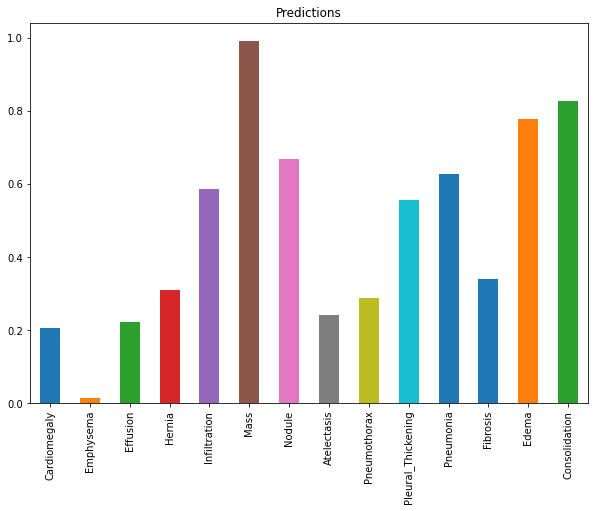 Predictions
1.0
0.8
0.6
0.4
0.2
0.0
Cardiomegaly
Emphysema
Effusion
Hernia
Infiltration
Mass
Nodule
Atelectasis
Pneumothorax
Pleural_Thickening
Pneumonia
Fibrosis
Edema
Consolidation